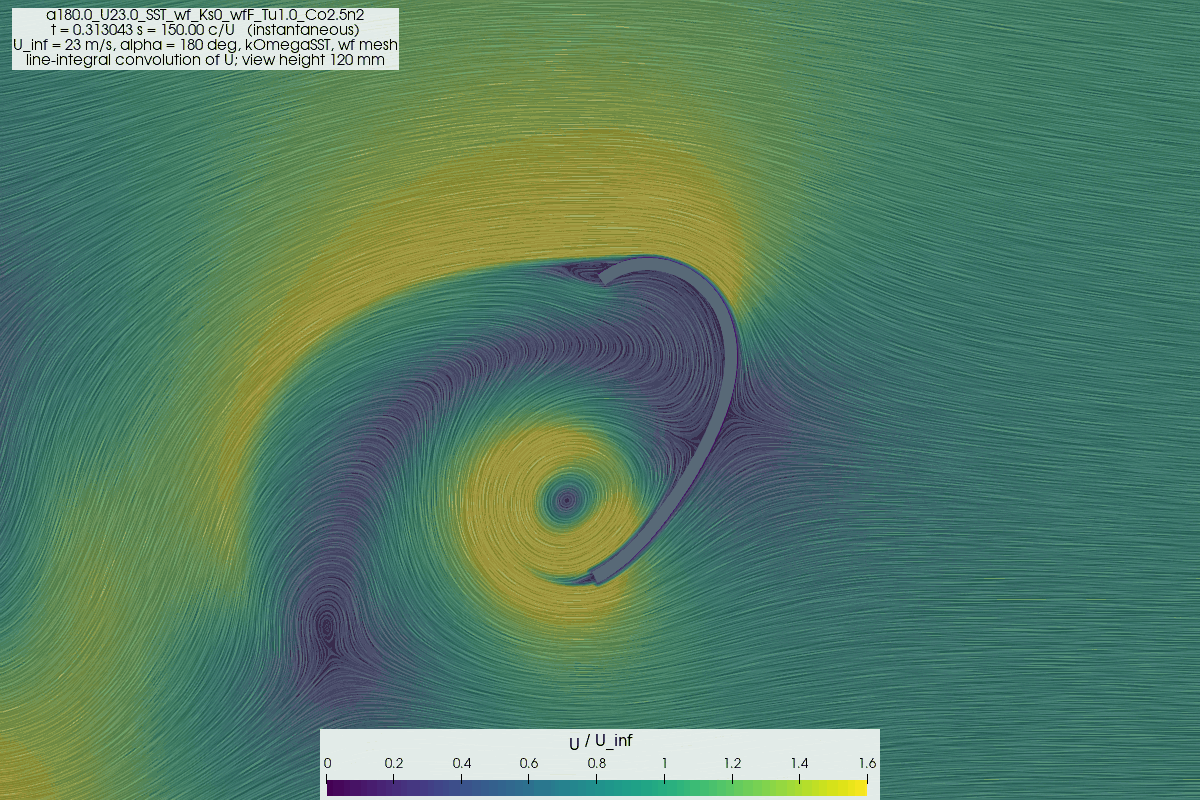 a180.0_U23.0_SST_wf_Ks0_wfF_Tu1.0_Co2.5n2
t = 0.313043 s = 150.00 c/U (instantaneous)
U_inf = 23 m/s, alpha = 180 deg, kOmegaSST, wf mesh
line-integral convolution of U; view height 120 mm
U / U_inf
0 0.2 0.4 0.6 0.8 1 1.2 1.4 1.6